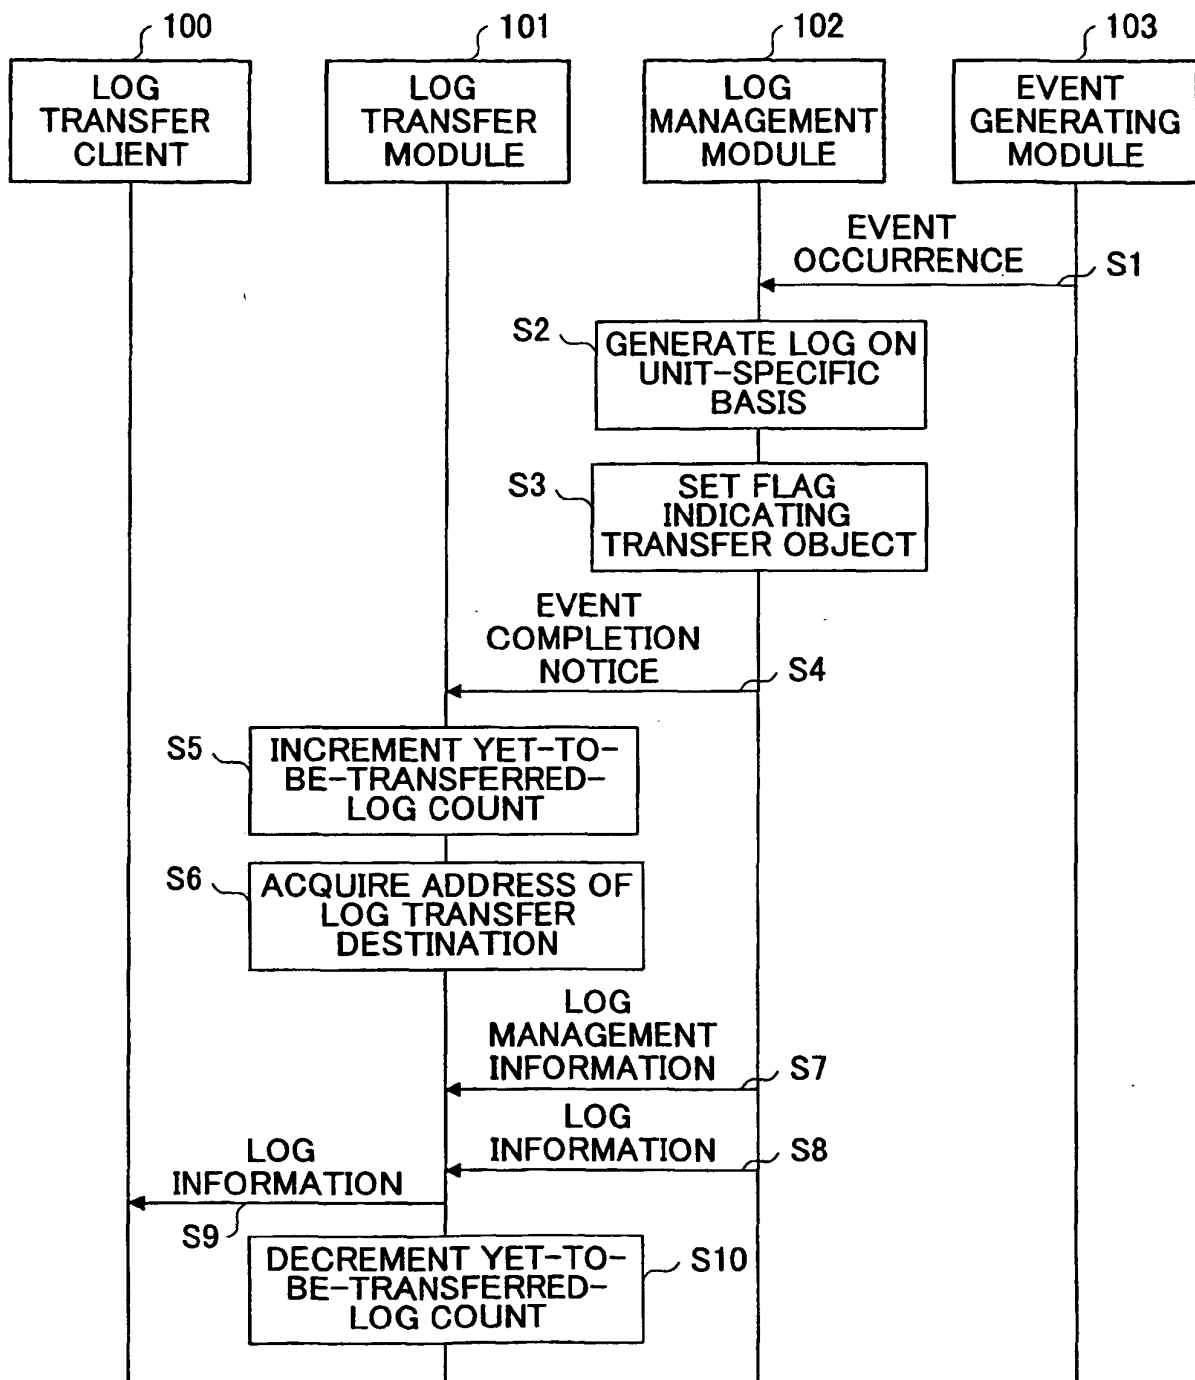 100
101
102
103
LOG
TRANSFER
CLIENT
LOG
TRANSFER
MODULE
LOG
MANAGEMENT
MODULE
EVENT
GENERATING
MODULE
EVENT
OCCURRENCE
S1
S2
GENERATE LOG ON
UNIT-SPECIFIC
BASIS
S3
SET FLAG
INDICATING
TRANSFER OBJECT
EVENT
COMPLETION
NOTICE
S4
S5
INCREMENT YET-TO-
BE-TRANSFERRED-
LOG COUNT
S6
ACQUIRE ADDRESS OF
LOG TRANSFER
DESTINATION
LOG
MANAGEMENT
INFORMATION
S7
LOG
INFORMATION
S8
LOG
INFORMATION
S9
DECREMENT YET-TO-
BE-TRANSFERRED-
LOG COUNT
S10